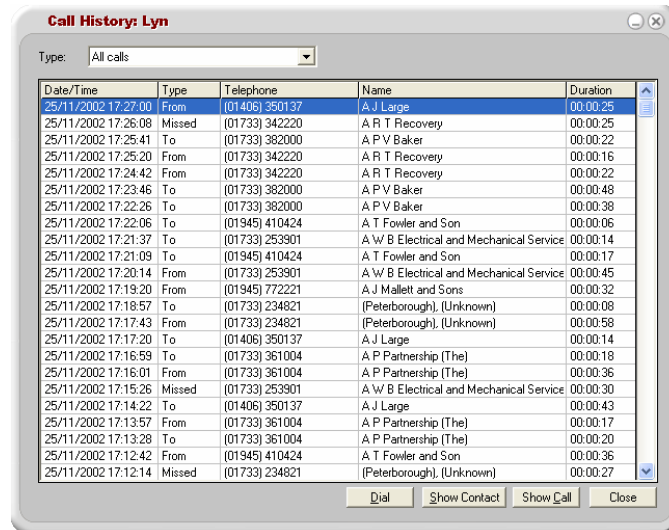 Call History: Lyn
Type: All calls
Date/Time Type Telephone Name Duration
25/11/2002 17:27:00 From (01406) 350137 A J Large 00:00:25
25/11/2002 17:26:08 Missed (01733) 342220 A R T Recovery 00:00:25
25/11/2002 17:25:41 To (01733) 382000 A P V Baker 00:00:22
25/11/2002 17:25:20 From (01733) 342220 A R T Recovery 00:00:16
25/11/2002 17:24:42 From (01733) 342220 A R T Recovery 00:00:22
25/11/2002 17:23:46 To (01733) 382000 A P V Baker 00:00:48
25/11/2002 17:22:26 To (01733) 382000 A P V Baker 00:00:38
25/11/2002 17:22:06 To (01945) 410424 A T Fowler and Son 00:00:06
25/11/2002 17:21:37 To (01733) 253901 A W B Electrical and Mechanical Service 00:00:14
25/11/2002 17:21:09 To (01945) 410424 A T Fowler and Son 00:00:17
25/11/2002 17:20:14 From (01733) 253901 A W B Electrical and Mechanical Service 00:00:45
25/11/2002 17:19:20 From (01945) 772221 A J Mallett and Sons 00:00:32
25/11/2002 17:18:57 To (01733) 234821 (Peterborough), (Unknown) 00:00:08
25/11/2002 17:17:43 From (01733) 234821 (Peterborough), (Unknown) 00:00:58
25/11/2002 17:17:20 To (01406) 350137 A J Large 00:00:14
25/11/2002 17:16:59 To (01733) 361004 A P Partnership (The) 00:00:18
25/11/2002 17:16:01 From (01733) 361004 A P Partnership (The) 00:00:36
25/11/2002 17:15:26 Missed (01733) 253901 A W B Electrical and Mechanical Service 00:00:30
25/11/2002 17:14:22 To (01406) 350137 A J Large 00:00:43
25/11/2002 17:13:57 From (01733) 361004 A P Partnership (The) 00:00:17
25/11/2002 17:13:28 To (01733) 361004 A P Partnership (The) 00:00:20
25/11/2002 17:12:42 From (01945) 410424 A T Fowler and Son 00:00:36
25/11/2002 17:12:14 Missed (01733) 234821 (Peterborough), (Unknown) 00:00:27
Dial Show Contact Show Call Close